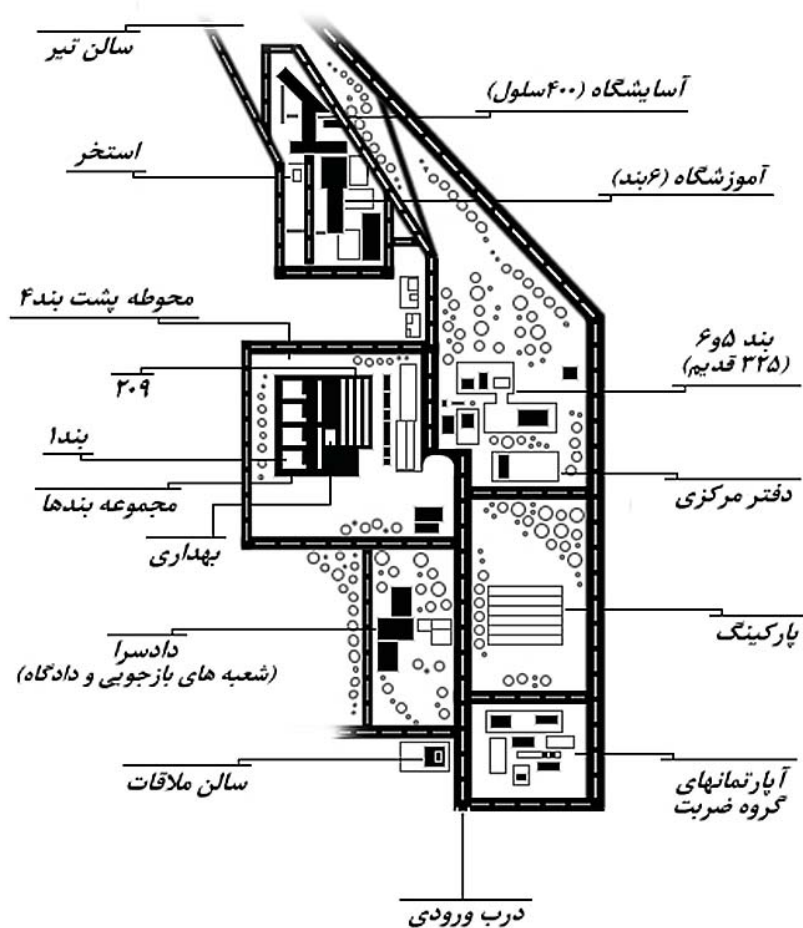 سالن تیر
آسایشگاه (۴۰۰سلول)
استخر
آموزشگاه (۶بند)
محوطه پشت بند۴
بند ۵و۶
(۳۲۵ قدیم)
۲۰۹
بند۱
مجموعه بندها
دفتر مرکزی
بهداری
پارکینگ
دادسرا
(شعبه های بازجویی و دادگاه)
سالن ملاقات
آپارتمانهای
گروه ضربت
درب ورودی